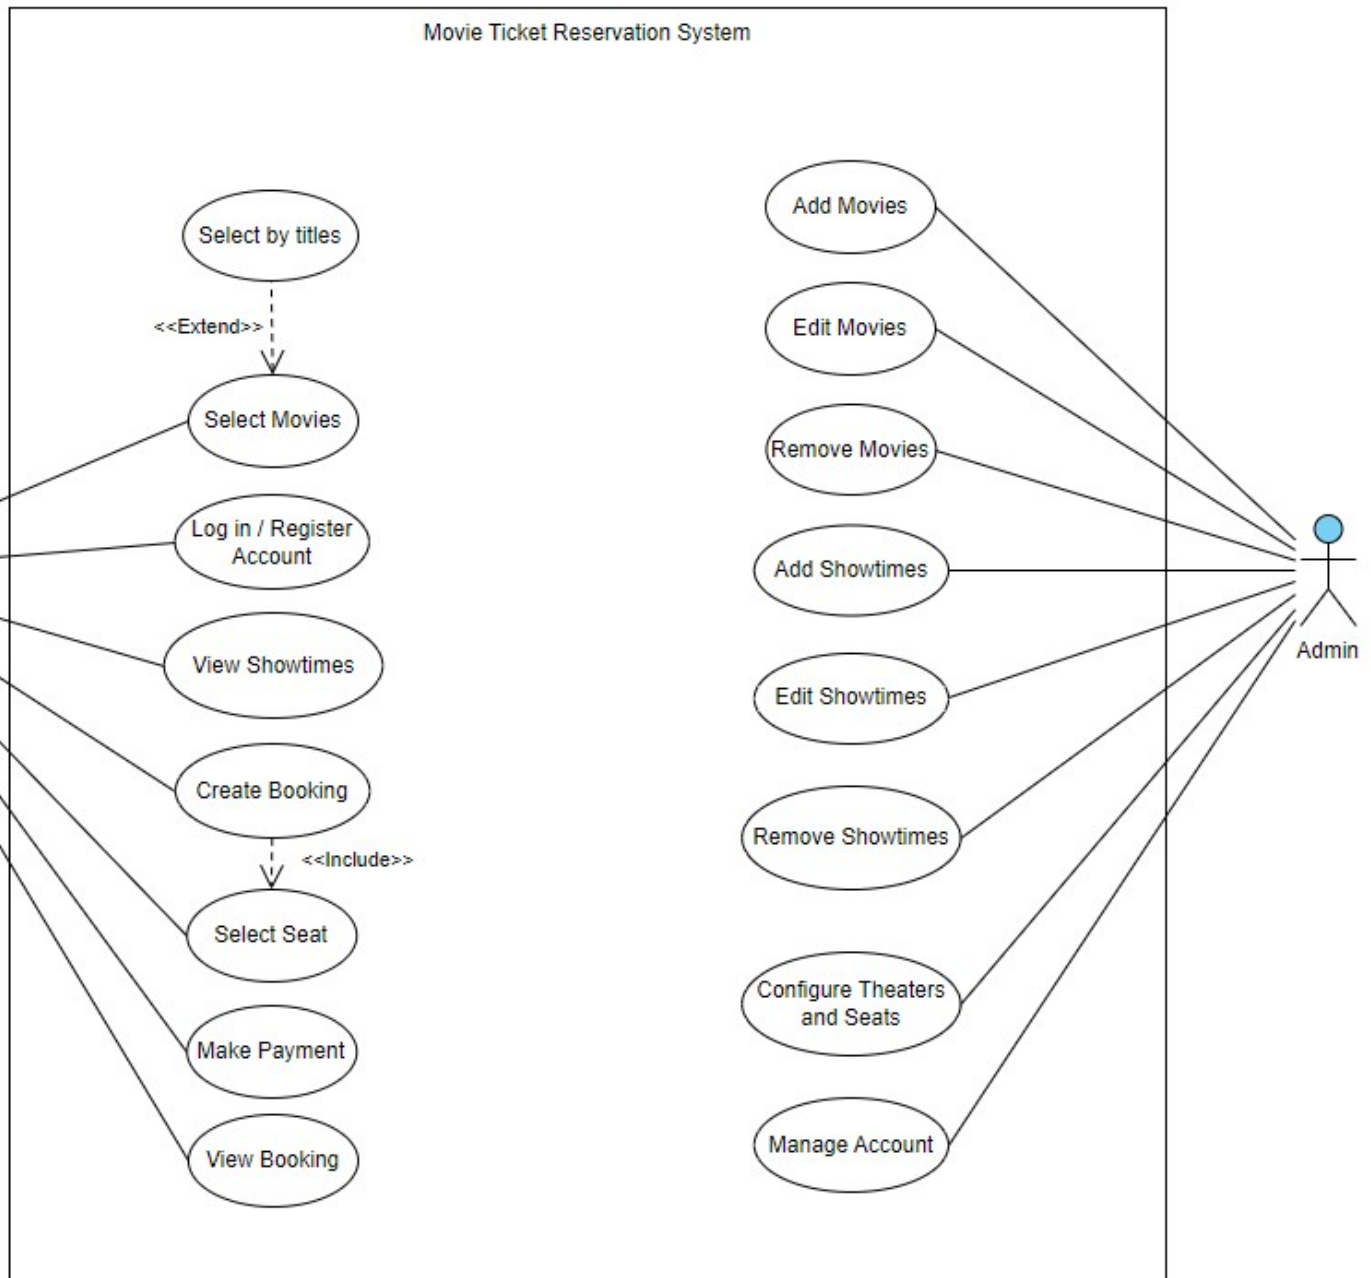 Movie Ticket Reservation System
Select by titles
<<Extend>>
Select Movies
Log in / Register
Account
View Showtimes
Create Booking
<<Include>>
Select Seat
Make Payment
View Booking
Add Movies
Edit Movies
Remove Movies
Add Showtimes
Edit Showtimes
Remove Showtimes
Configure Theaters
and Seats
Manage Account
Admin